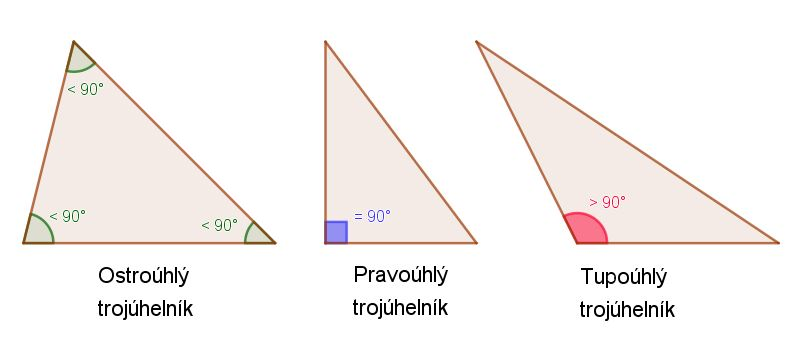 < 90°
< 90°
< 90°
Ostroúhlý
trojúhelník
= 90°
Pravoúhlý
trojúhelník
> 90°
Tupoúhlý
trojúhelník